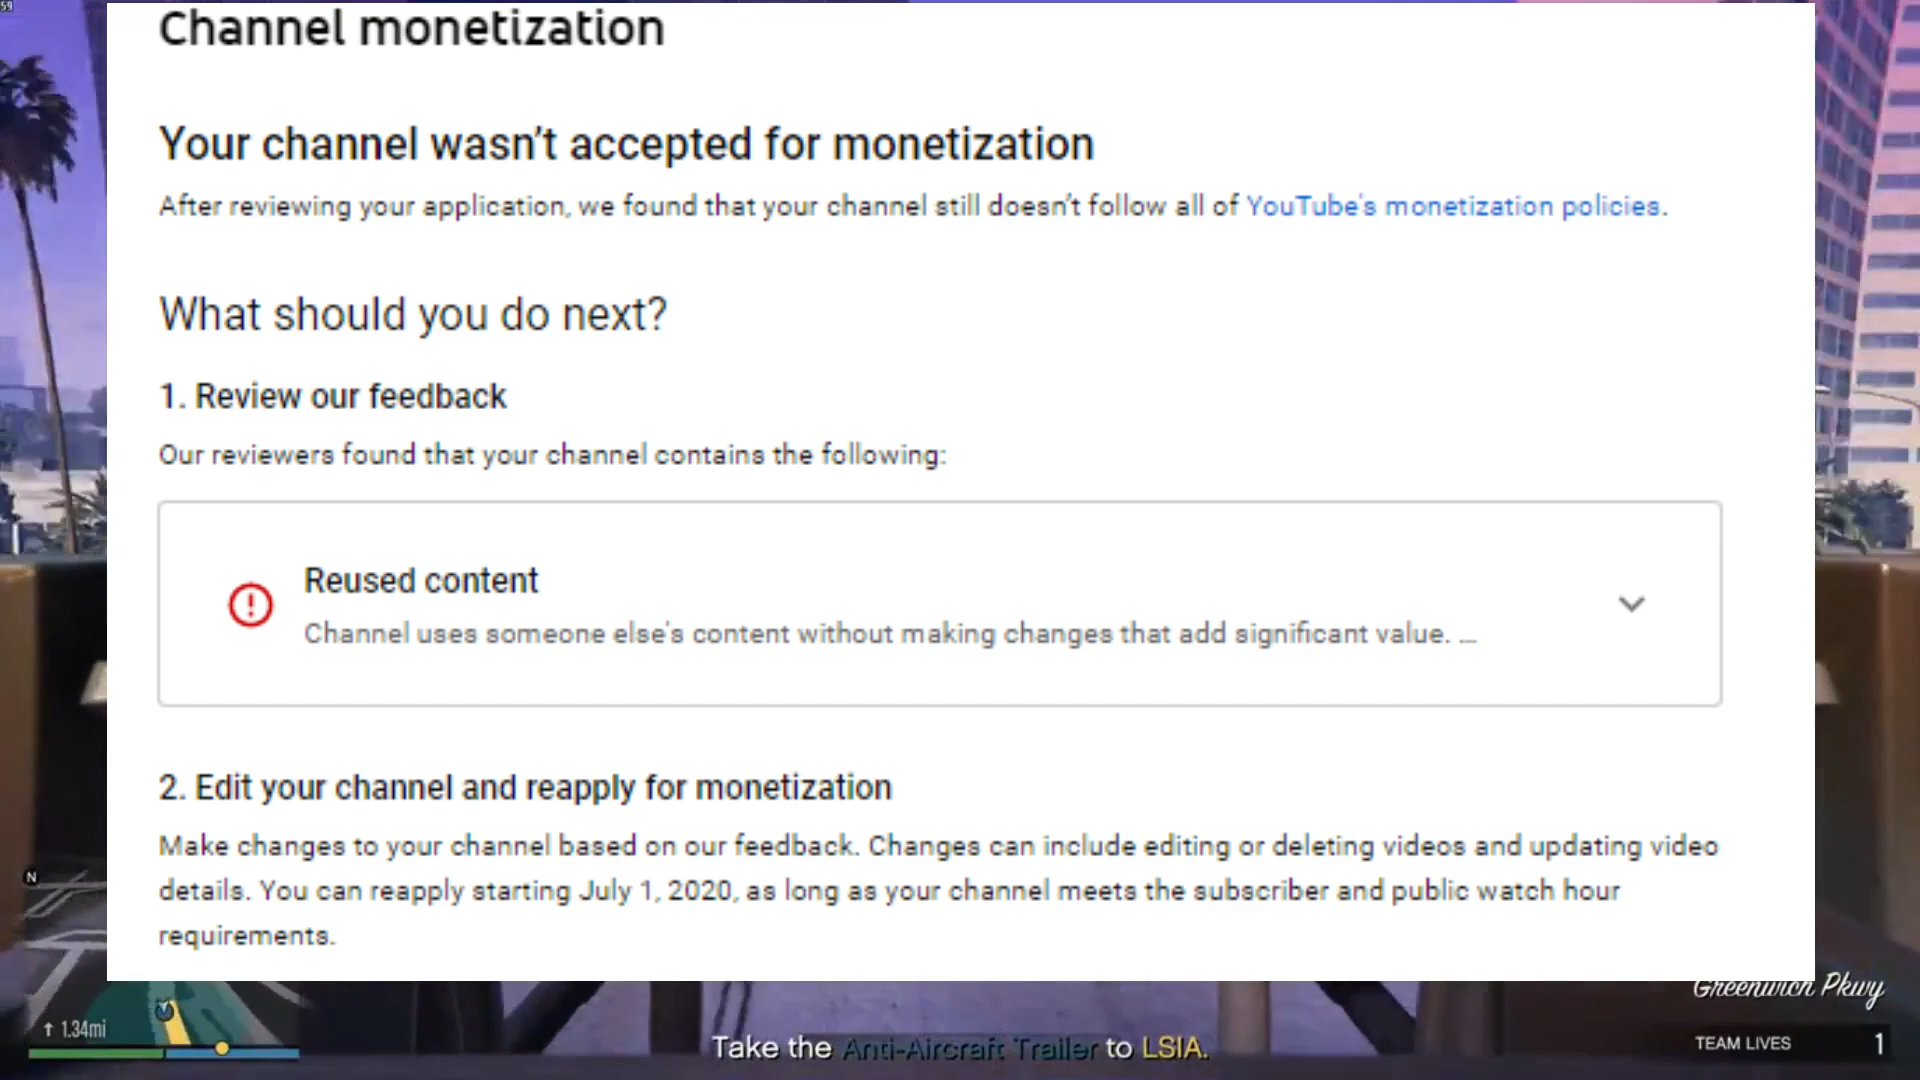 59
Channel monetization
Your channel wasn't accepted for monetization
After reviewing your application, we found that your channel still doesn't follow all of YouTube's monetization policies.
What should you do next?
1. Review our feedback
Our reviewers found that your channel contains the following:
Reused content
Channel uses someone else's content without making changes that add significant value. ...
2. Edit your channel and reapply for monetization
Make changes to your channel based on our feedback. Changes can include editing or deleting videos and updating video
details. You can reapply starting July 1, 2020, as long as your channel meets the subscriber and public watch hour
requirements.
N
Greenwich Pkwy
1.34mi
Take the Anti-Aircraft Trailer to LSIA.
TEAM LIVES 1